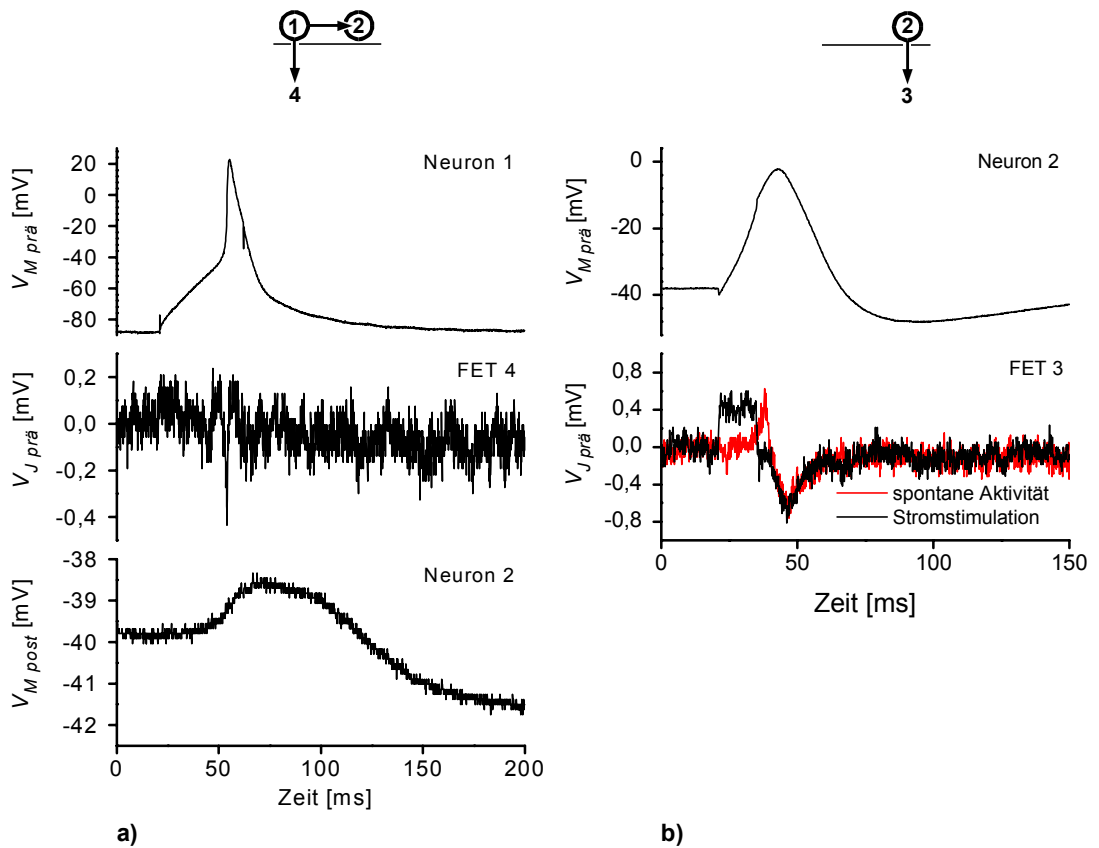 1 2
4
2
3
Neuron 1
V_M prä [mV]
20
0
-20
-40
-60
-80
FET 4
V_J prä [mV]
0,2
0,0
-0,2
-0,4
Neuron 2
V_M post [mV]
-38
-39
-40
-41
-42
0 50 100 150 200
Zeit [ms]
a)
Neuron 2
V_M prä [mV]
0
-20
-40
FET 3
V_J prä [mV]
0,8
0,4
0,0
-0,4
-0,8
spontane Aktivität
Stromstimulation
0 50 100 150
Zeit [ms]
b)